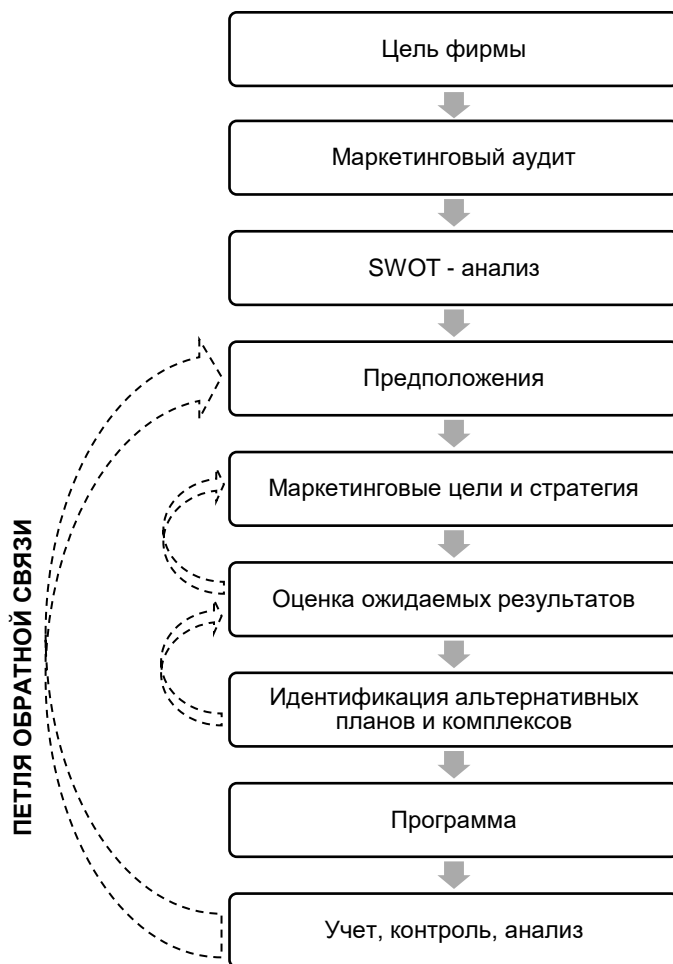 Цель фирмы
Маркетинговый аудит
SWOT - анализ
Предположения
Маркетинговые цели и стратегия
Оценка ожидаемых результатов
Идентификация альтернативных
планов и комплексов
Программа
Учет, контроль, анализ
ПЕТЛЯ ОБРАТНОЙ СВЯЗИ